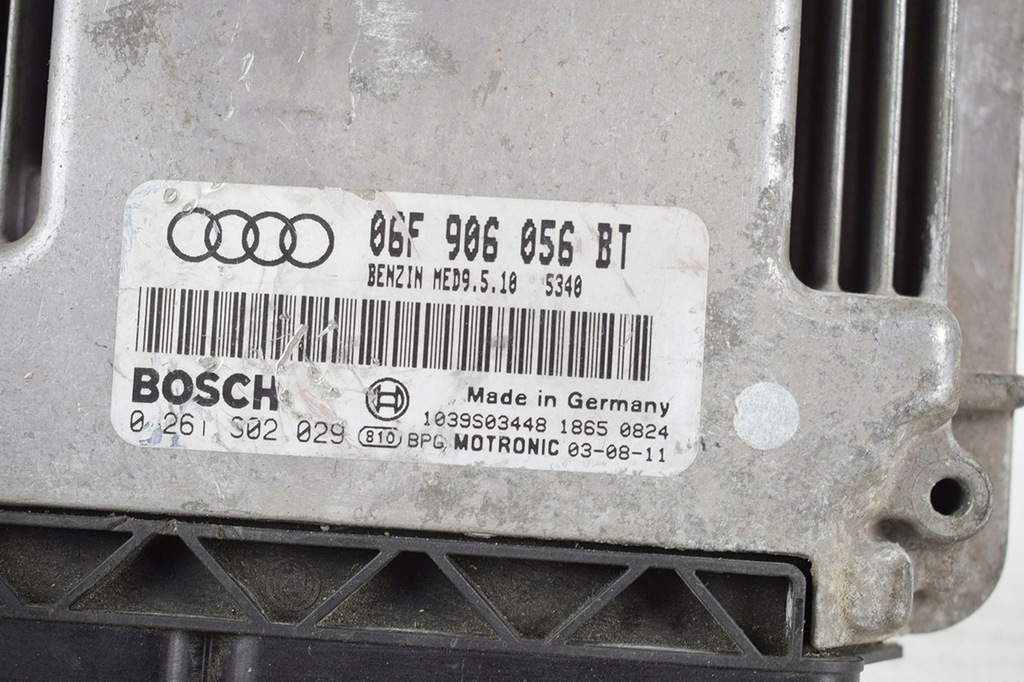 06F 906 056 BT
BENZIN MED9.5.10 5340
BOSCH
Made in Germany
1039S03448 1865 0824
0 261 S02 029 810 BPG MOTRONIC 03-08-11